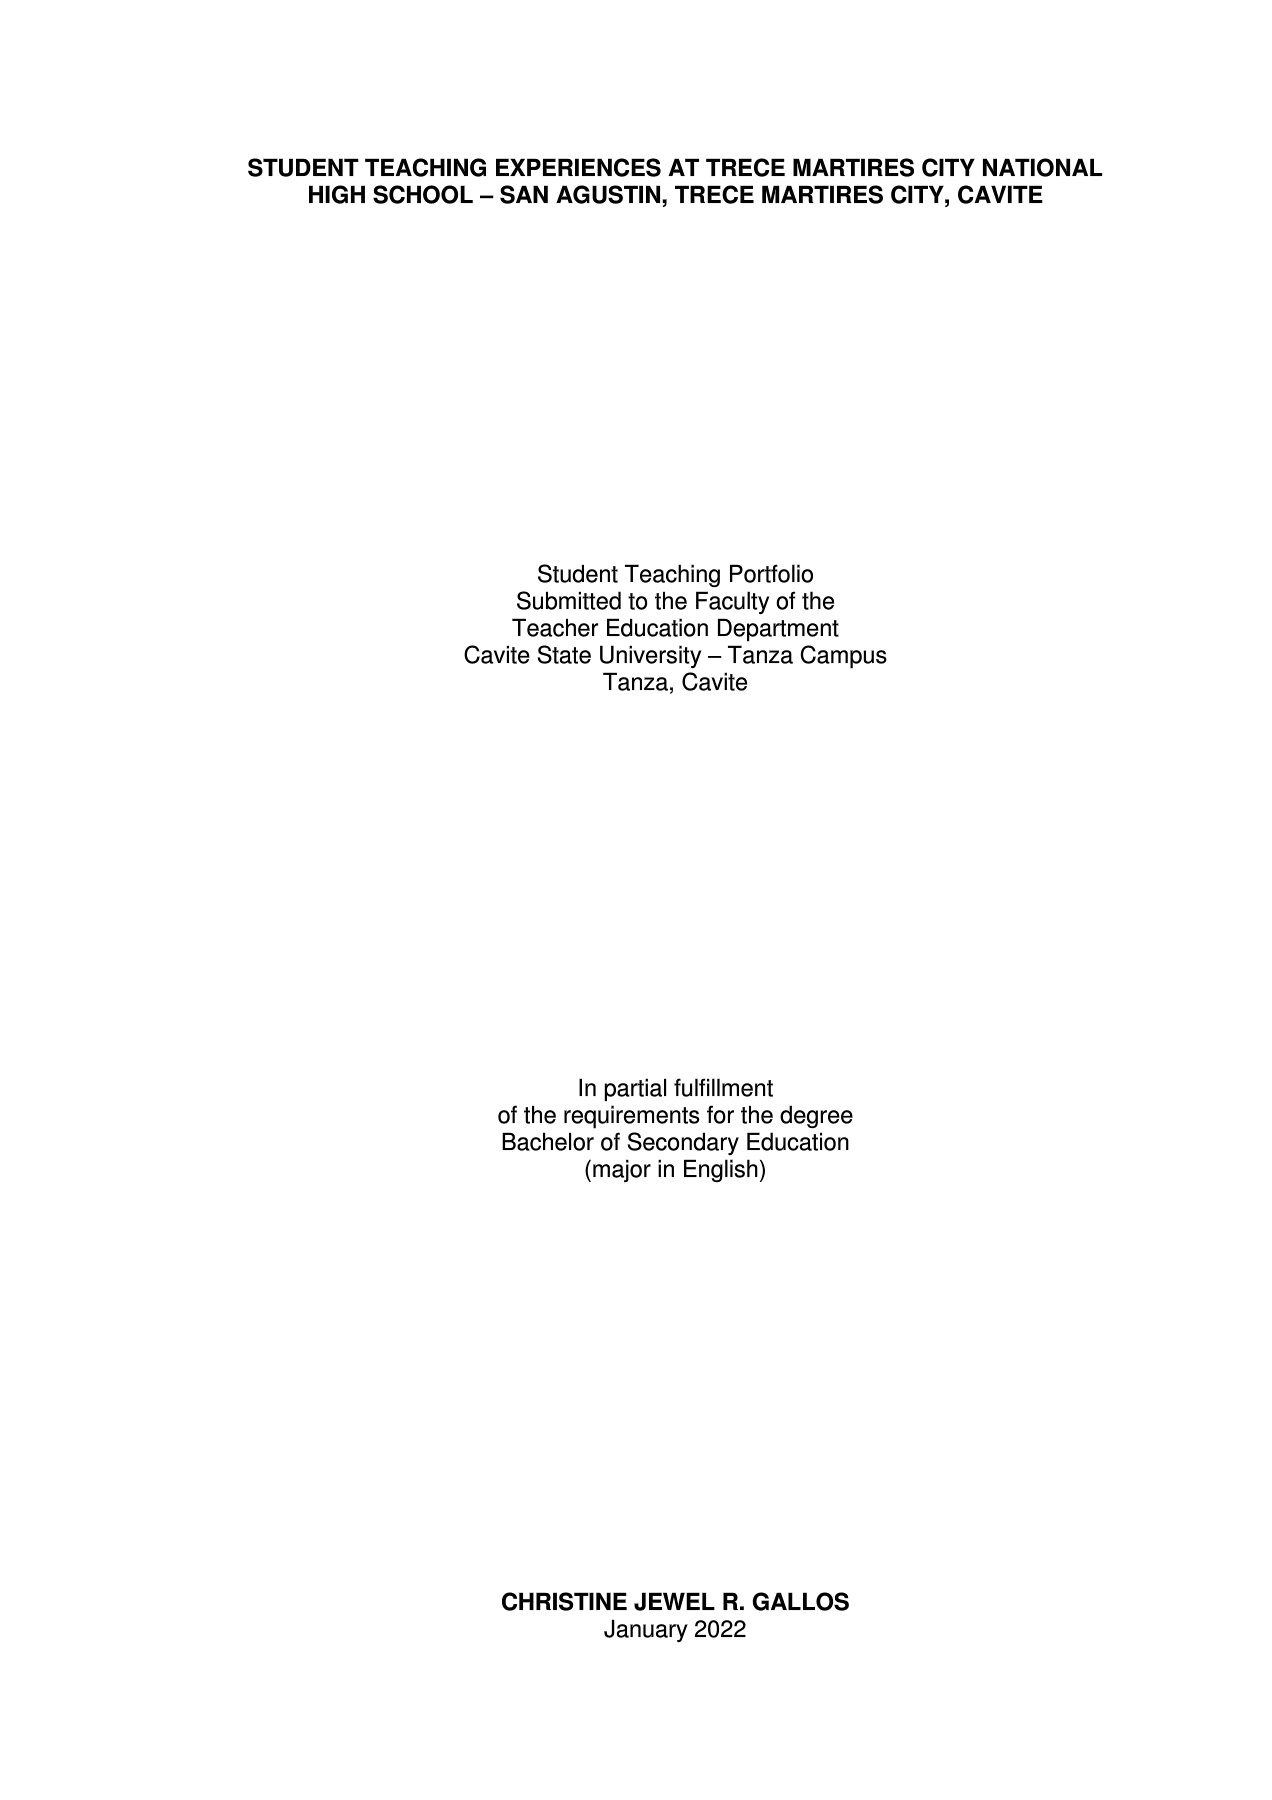 STUDENT TEACHING EXPERIENCES AT TRECE MARTIRES CITY NATIONAL
HIGH SCHOOL – SAN AGUSTIN, TRECE MARTIRES CITY, CAVITE
Student Teaching Portfolio
Submitted to the Faculty of the
Teacher Education Department
Cavite State University – Tanza Campus
Tanza, Cavite
In partial fulfillment
of the requirements for the degree
Bachelor of Secondary Education
(major in English)
CHRISTINE JEWEL R. GALLOS
January 2022